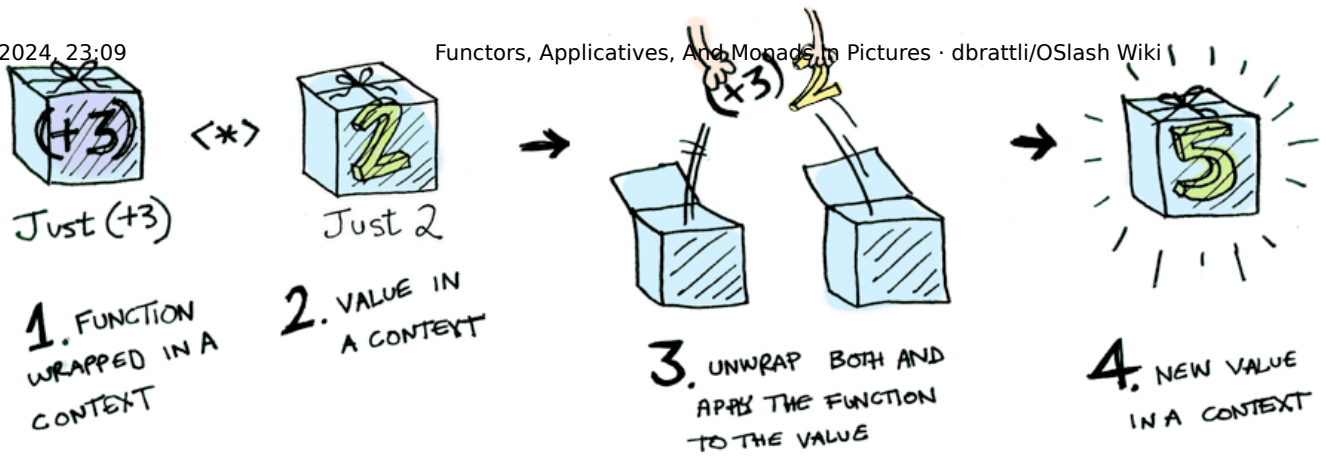 2024, 23:09
Functors, Applicatives, And Monads In Pictures · dbrattli/OSlash Wiki
(+3)
<*>
2
(+3)
2
5
Just (+3)
Just 2
1. FUNCTION
WRAPPED IN A
CONTEXT
2. VALUE IN
A CONTEXT
3. UNWRAP BOTH AND
APPLY THE FUNCTION
TO THE VALUE
4. NEW VALUE
IN A CONTEXT